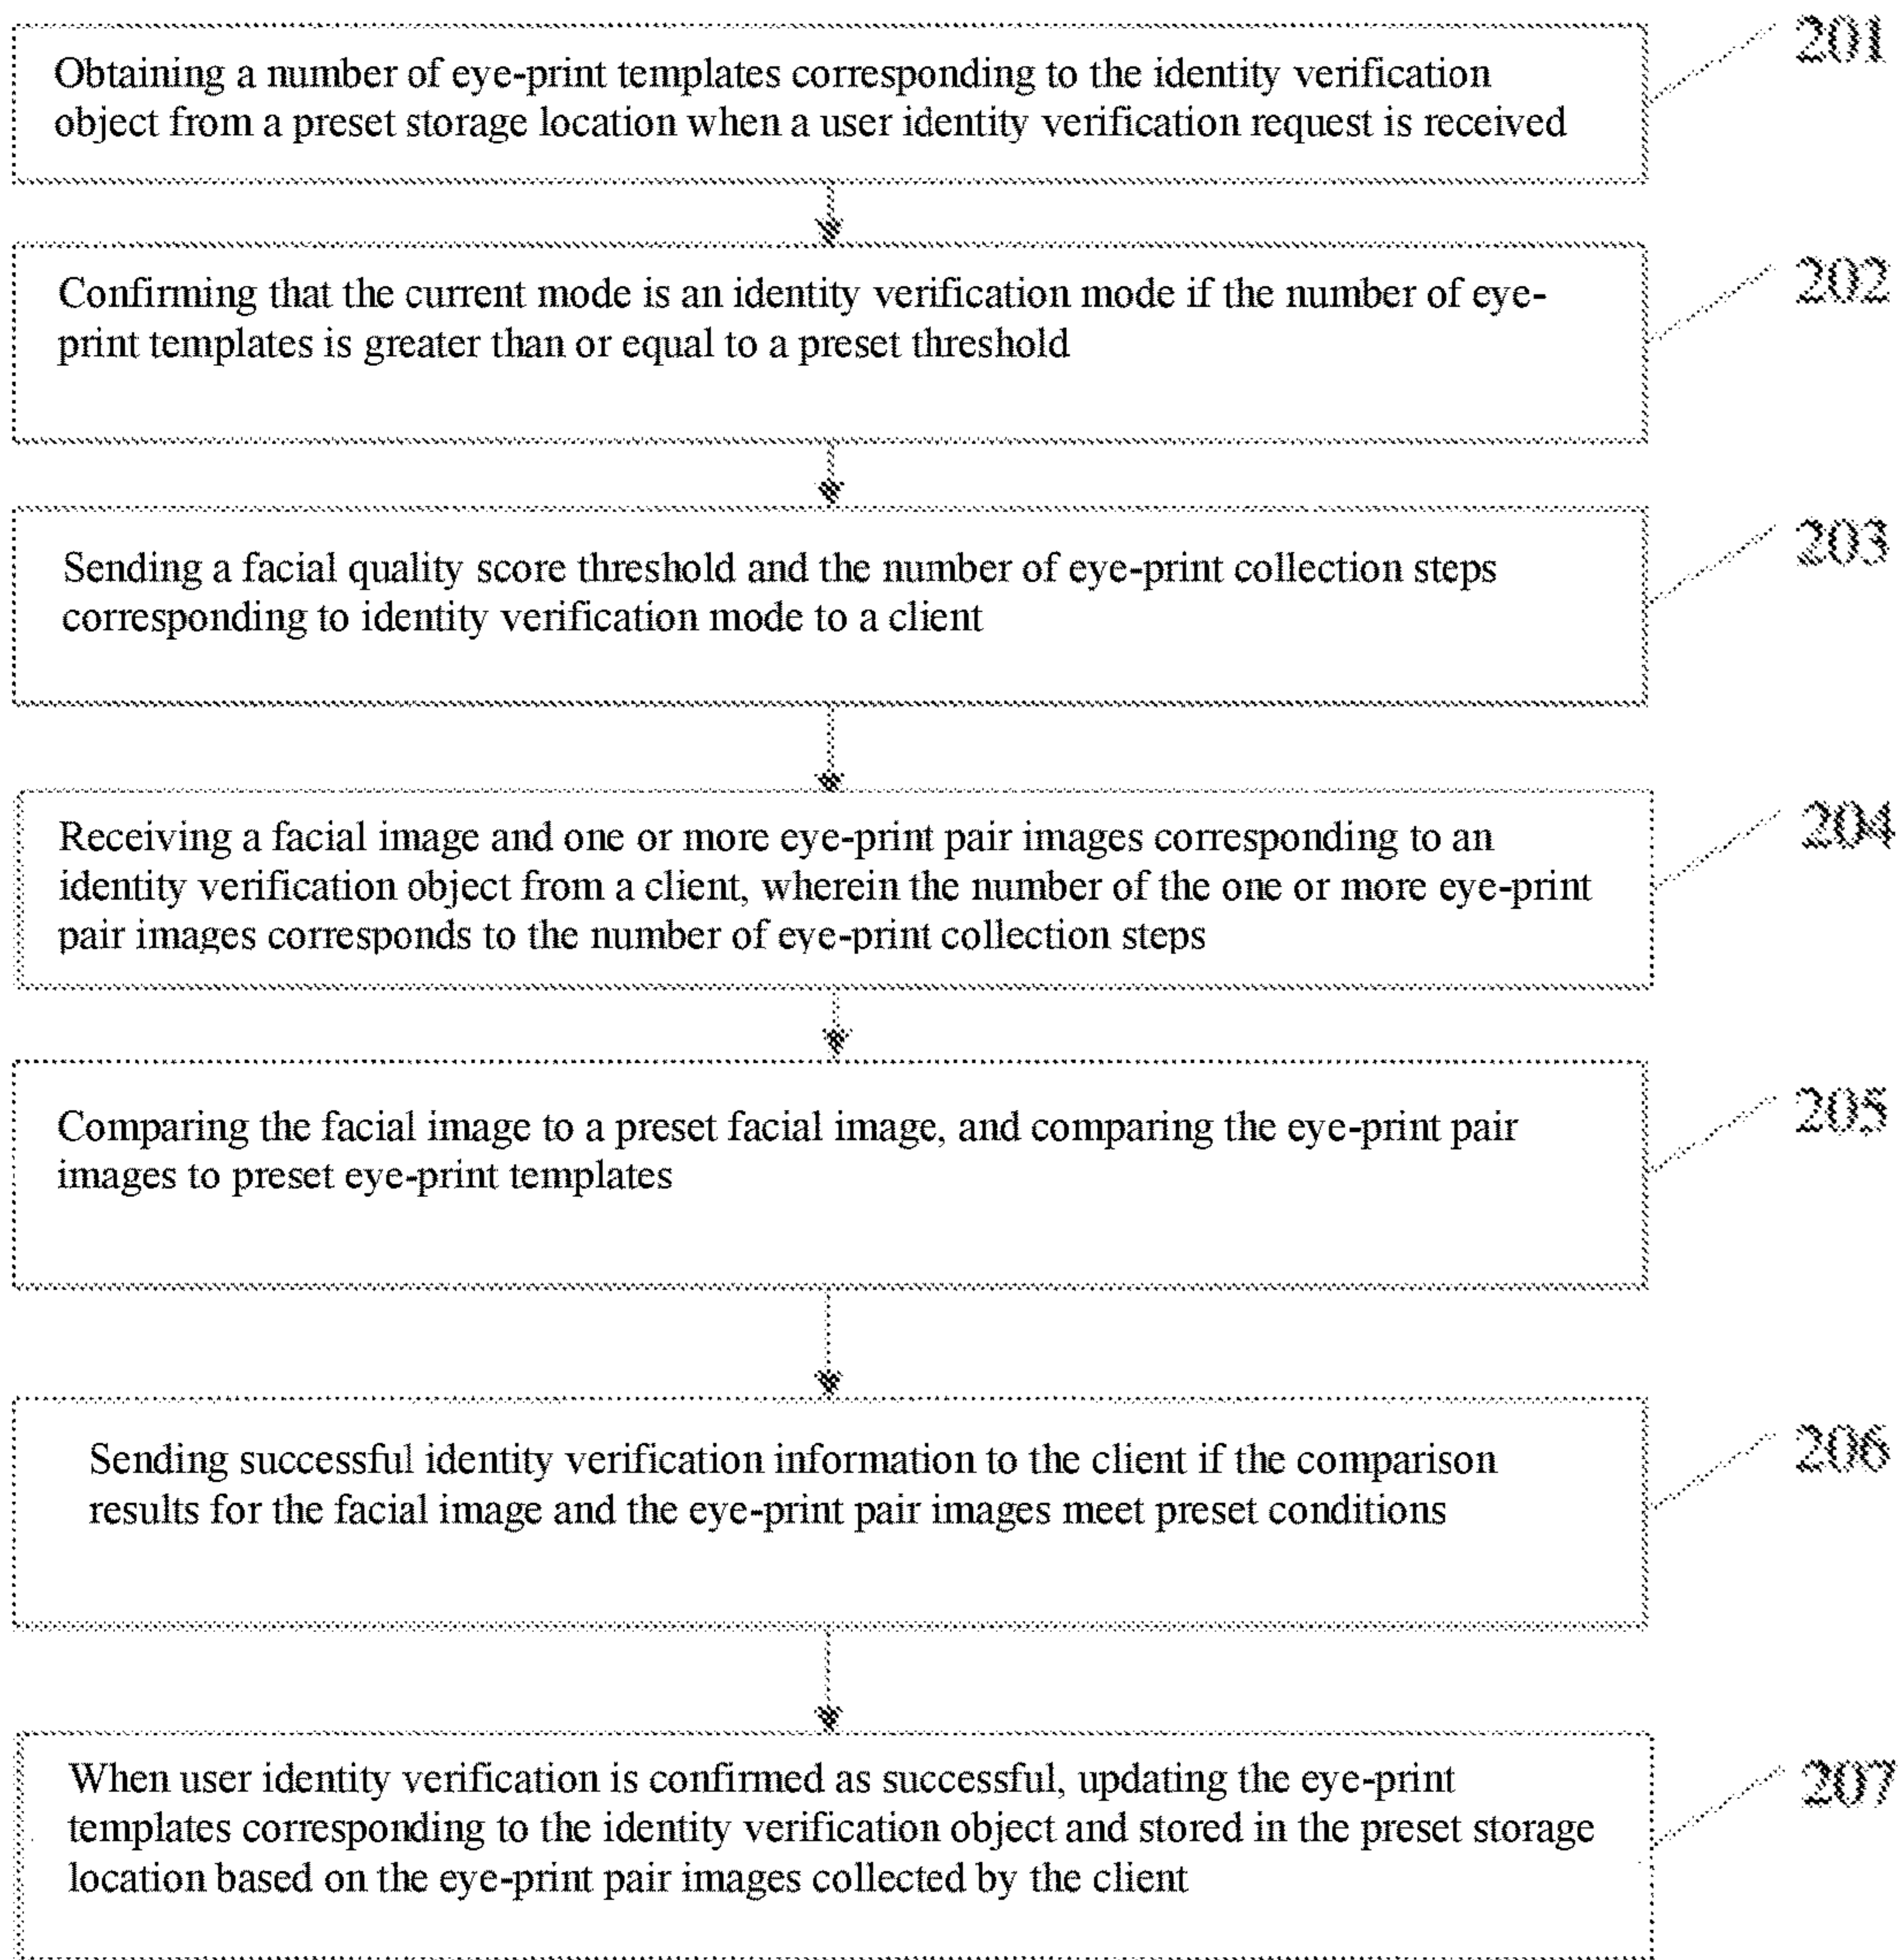 201
Obtaining a number of eye-print templates corresponding to the identity verification
object from a preset storage location when a user identity verification request is received
202
Confirming that the current mode is an identity verification mode if the number of eye-
print templates is greater than or equal to a preset threshold
203
Sending a facial quality score threshold and the number of eye-print collection steps
corresponding to identity verification mode to a client
204
Receiving a facial image and one or more eye-print pair images corresponding to an
identity verification object from a client, wherein the number of the one or more eye-print
pair images corresponds to the number of eye-print collection steps
205
Comparing the facial image to a preset facial image, and comparing the eye-print pair
images to preset eye-print templates
206
Sending successful identity verification information to the client if the comparison
results for the facial image and the eye-print pair images meet preset conditions
207
When user identity verification is confirmed as successful, updating the eye-print
templates corresponding to the identity verification object and stored in the preset storage
location based on the eye-print pair images collected by the client